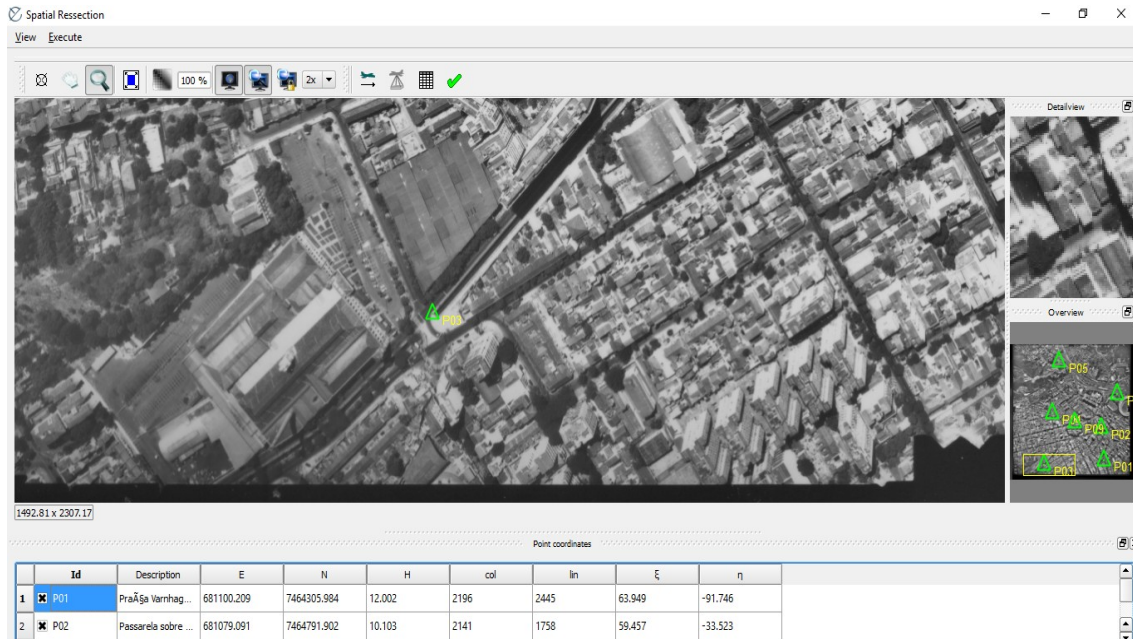 Spatial Ressection
View Execute
100 % 2x
Detailview
P03
Overview
P05
P
P09
P02
P03
P01
1492.81 x 2307.17
Point coordinates
Id Description E N H col lin ξ η
1 P01 PraÃ§a Varnhag... 681100.209 7464305.984 12.002 2196 2445 63.949 -91.746
2 P02 Passarela sobre ... 681079.091 7464791.902 10.103 2141 1758 59.457 -33.523